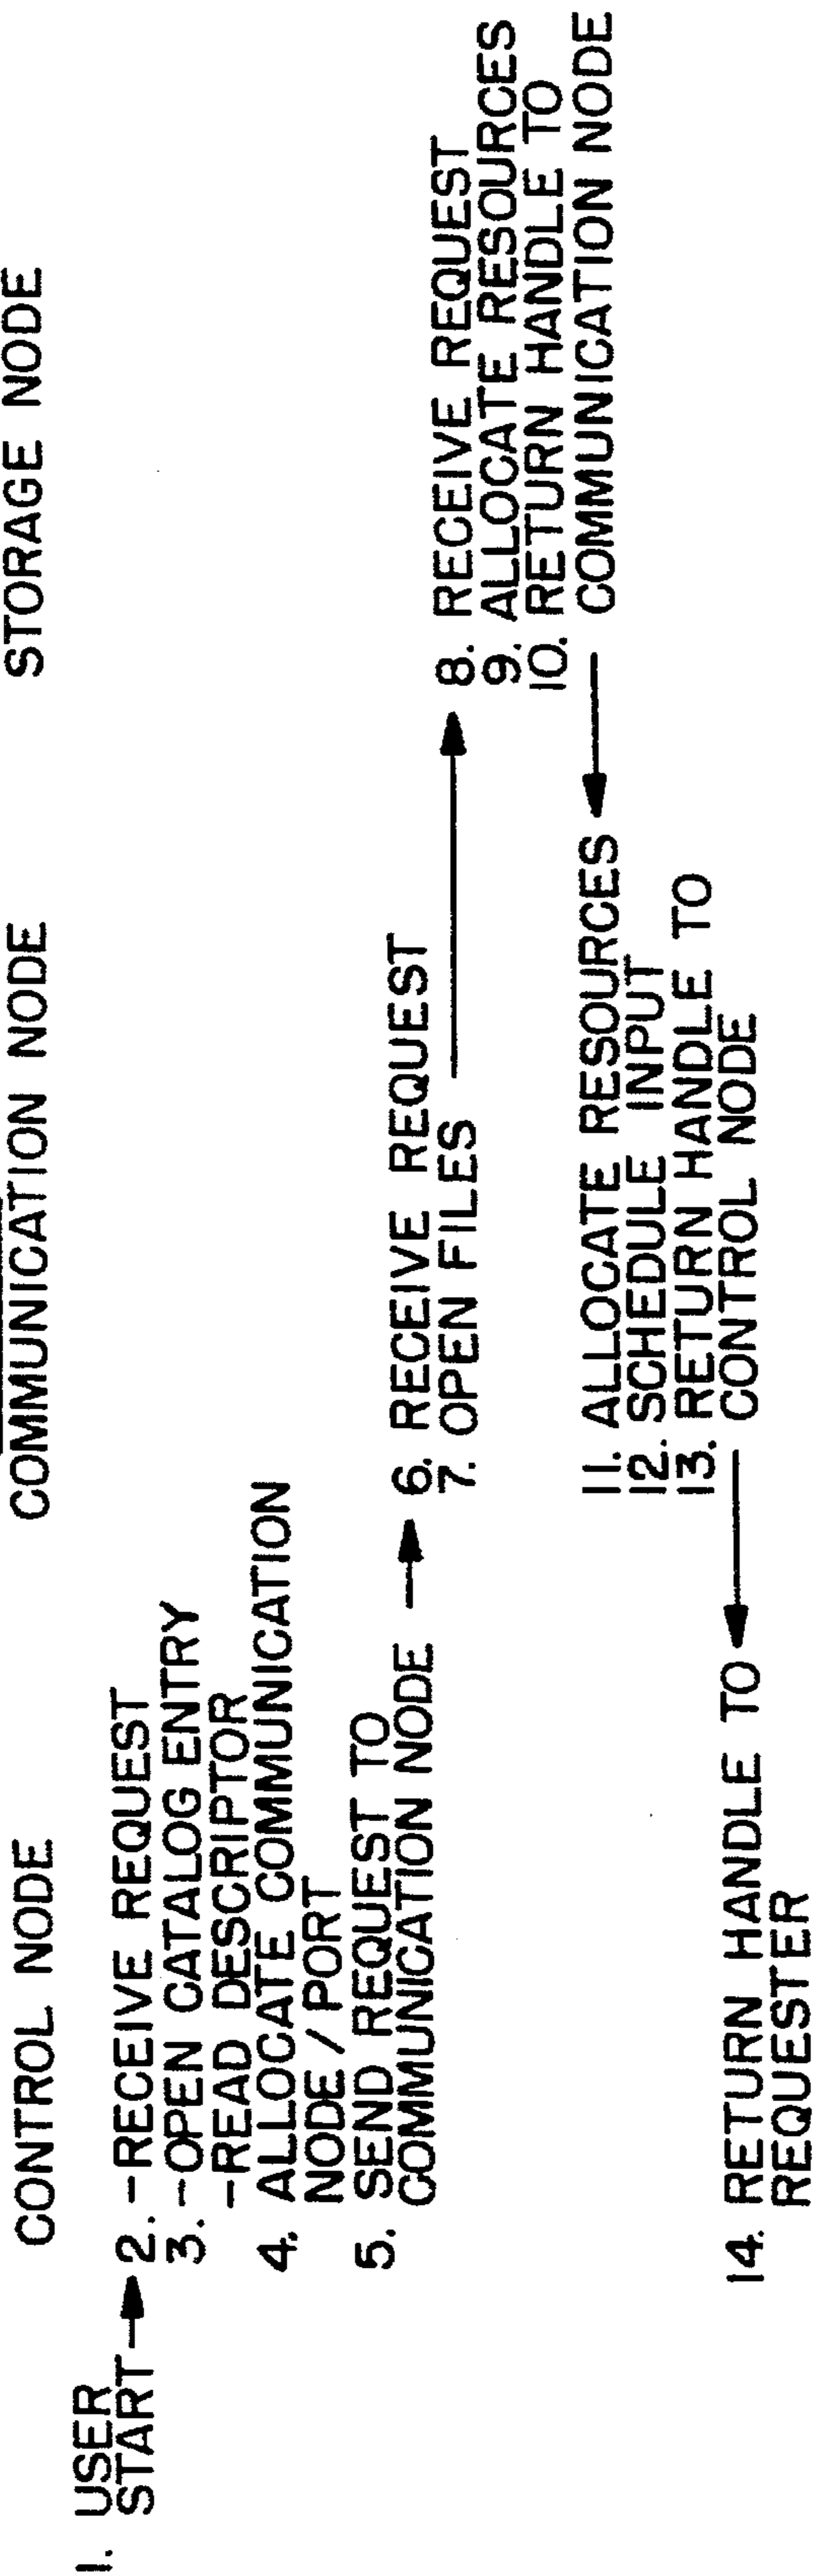 CONTROL NODE
COMMUNICATION NODE
STORAGE NODE
1. USER
START
2. -RECEIVE REQUEST
3. -OPEN CATALOG ENTRY
-READ DESCRIPTOR
4. ALLOCATE COMMUNICATION
NODE / PORT
5. SEND REQUEST TO
COMMUNICATION NODE
6. RECEIVE REQUEST
7. OPEN FILES
8. RECEIVE REQUEST
9. ALLOCATE RESOURCES
10. RETURN HANDLE TO
COMMUNICATION NODE
11. ALLOCATE RESOURCES
12. SCHEDULE INPUT
13. RETURN HANDLE TO
CONTROL NODE
14. RETURN HANDLE TO
REQUESTER